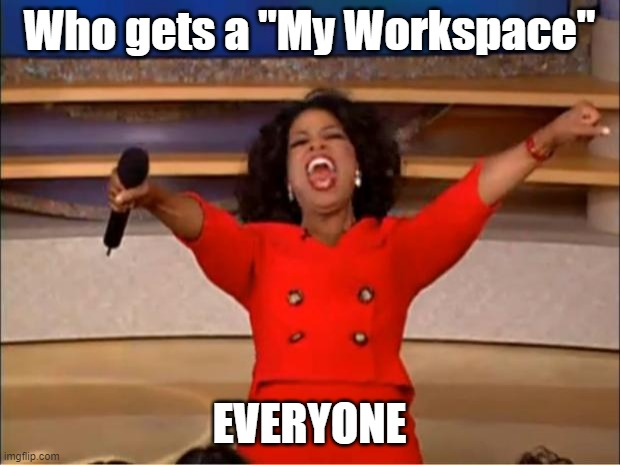 Who gets a "My Workspace"
EVERYONE
imgflip.com